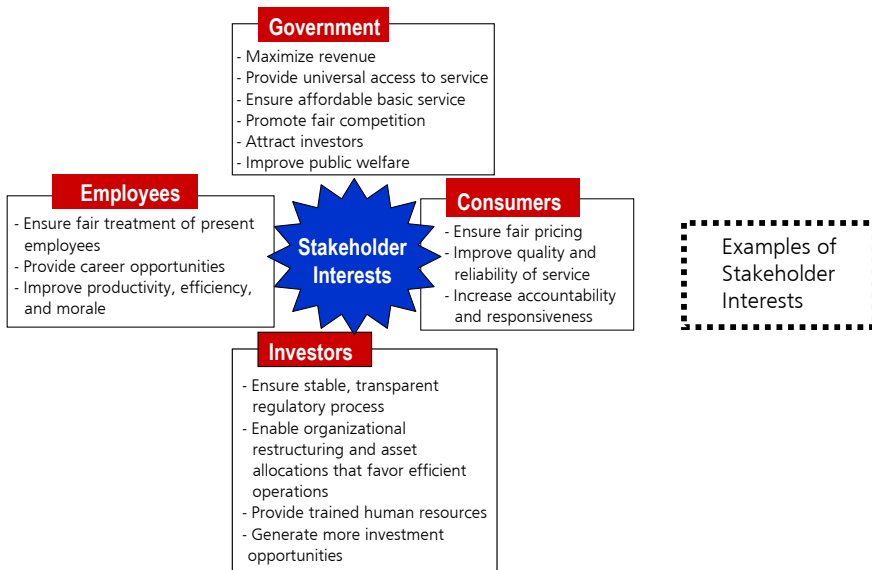 Government
- Maximize revenue
- Provide universal access to service
- Ensure affordable basic service
- Promote fair competition
- Attract investors
- Improve public welfare
Employees
- Ensure fair treatment of present
employees
- Provide career opportunities
- Improve productivity, efficiency,
and morale
Stakeholder
Interests
Consumers
- Ensure fair pricing
- Improve quality and
reliability of service
- Increase accountability
and responsiveness
Examples of
Stakeholder
Interests
Investors
- Ensure stable, transparent
regulatory process
- Enable organizational
restructuring and asset
allocations that favor efficient
operations
- Provide trained human resources
- Generate more investment
opportunities